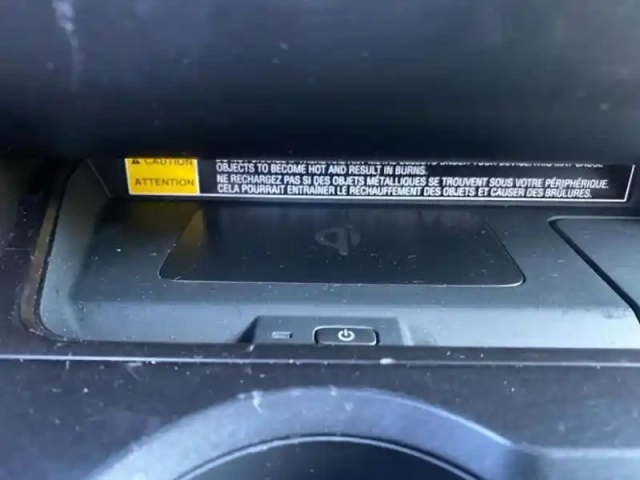 CAUTION
ATTENTION
OBJECTS TO BECOME HOT AND RESULT IN BURNS.
NE RECHARGEZ PAS SI DES OBJETS MÉTALLIQUES SE TROUVENT SOUS VOTRE PÉRIPHÉRIQUE.
CELA POURRAIT ENTRAÎNER LE RÉCHAUFFEMENT DES OBJETS ET CAUSER DES BRÛLURES.